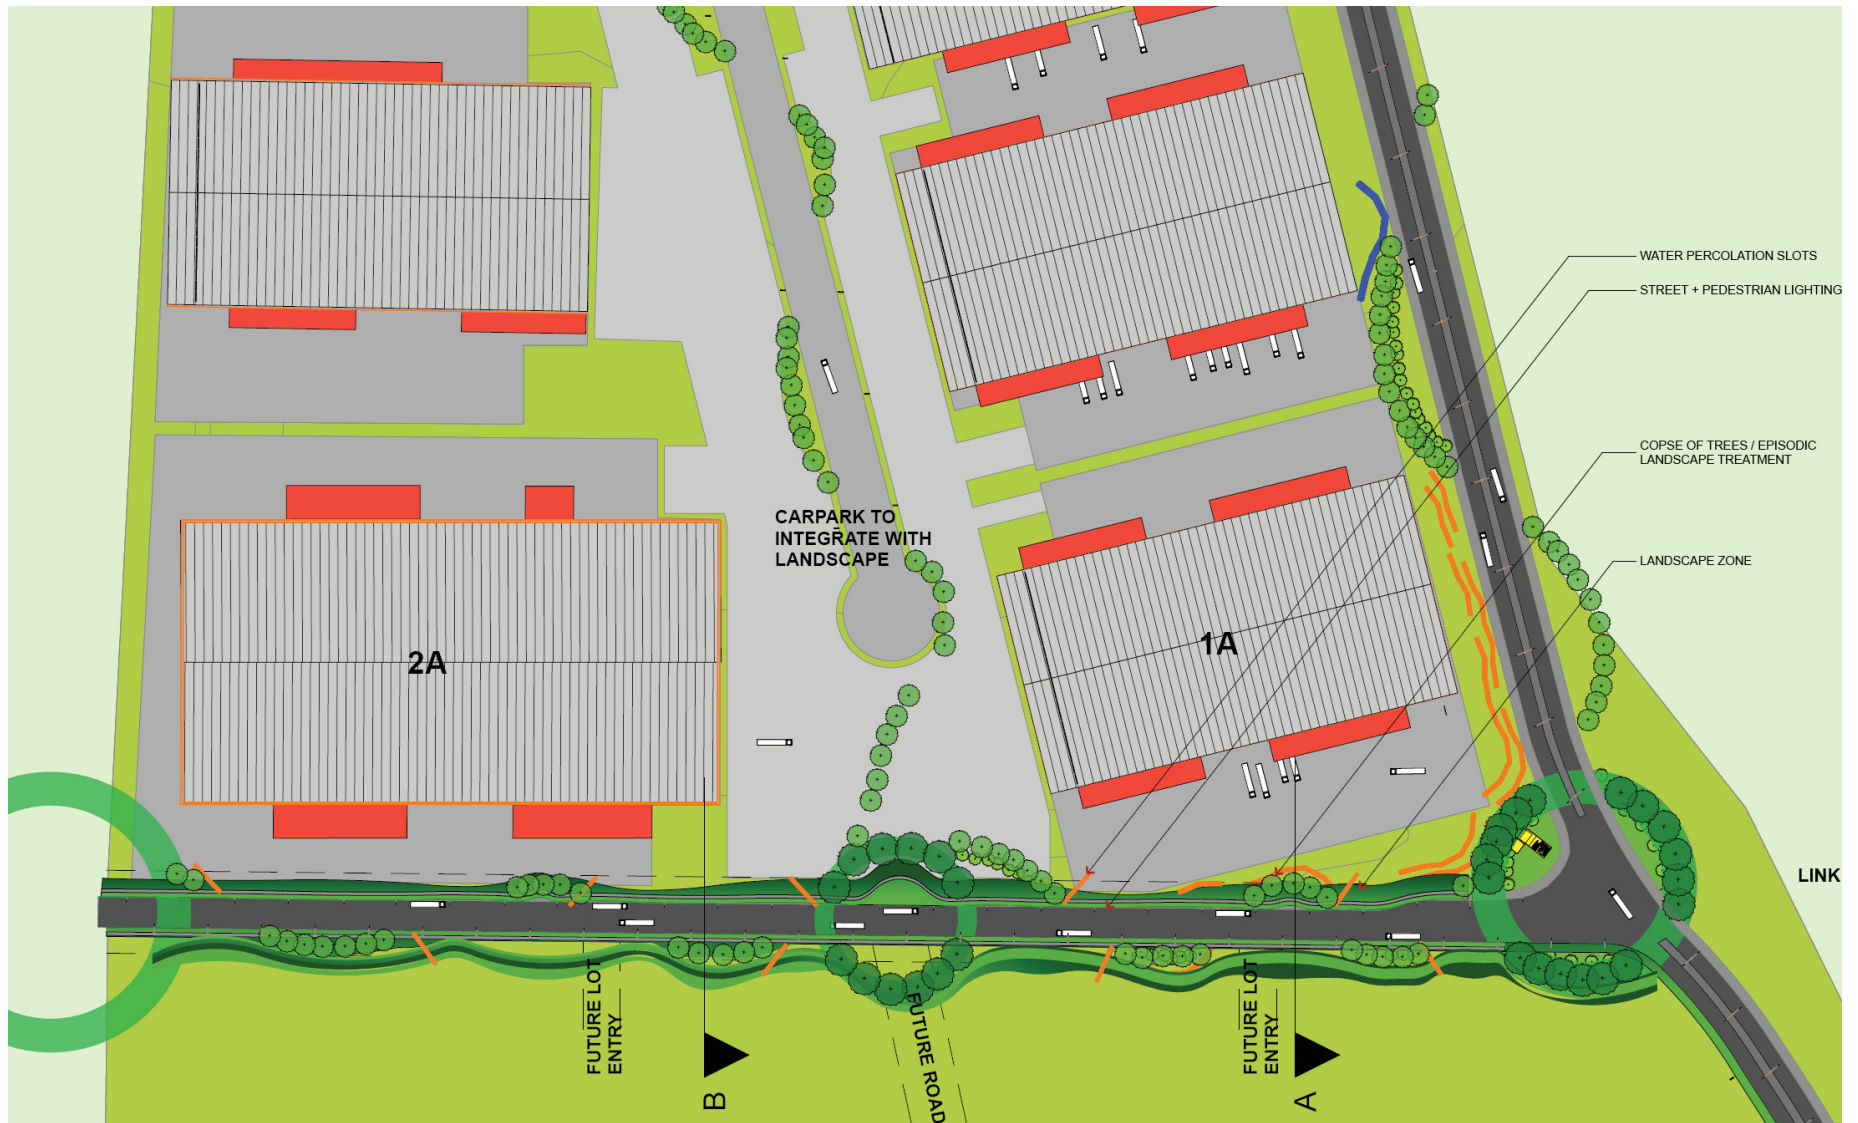 WATER PERCOLATION SLOTS
STREET + PEDESTRIAN LIGHTING
COPSE OF TREES / EPISODIC
LANDSCAPE TREATMENT
CARPARK TO
INTEGRATE WITH
LANDSCAPE
LANDSCAPE ZONE
1A
2A
LINK
FUTURE LOT
ENTRY
FUTURE ROAD
FUTURE LOT
ENTRY
B
A